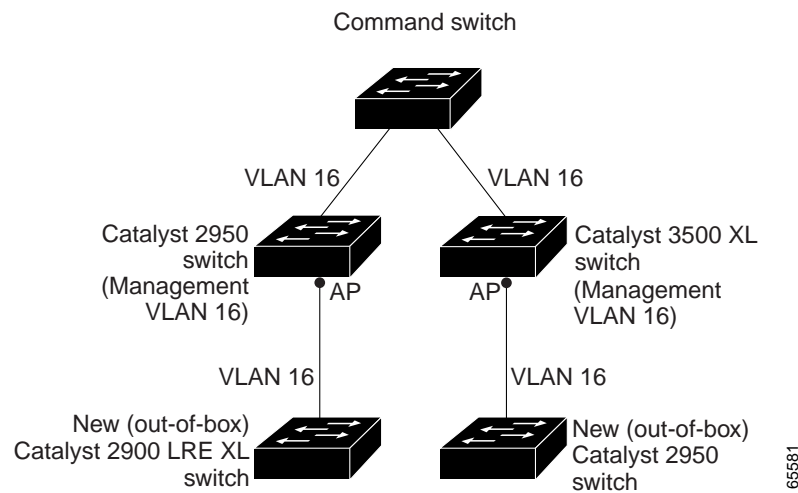 Command switch
VLAN 16
VLAN 16
Catalyst 2950
switch
(Management
VLAN 16)
AP
AP
Catalyst 3500 XL
switch
(Management
VLAN 16)
VLAN 16
VLAN 16
New (out-of-box)
Catalyst 2900 LRE XL
switch
New (out-of-box)
Catalyst 2950
switch
65581